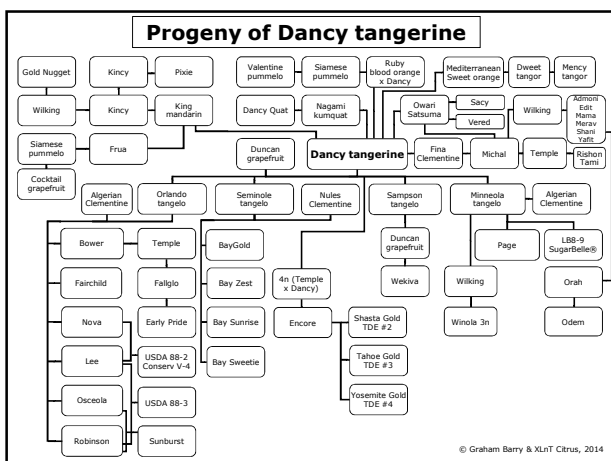 Progeny of Dancy tangerine
Gold Nugget
Kincy
Pixie
Valentine
pummelo
Siamese
pummelo
Ruby
blood orange
x Dancy
Mediterranean
Sweet orange
Dweet
tangor
Mency
tangor
Wilking
Kincy
King
mandarin
Dancy Quat
Nagami
kumquat
Owari
Satsuma
Sacy
Vered
Wilking
Admoni
Edit
Mama
Merav
Shani
Yafit
Siamese
pummelo
Frua
Duncan
grapefruit
Dancy tangerine
Fina
Clementine
Michal
Temple
Rishon
Tami
Cocktail
grapefruit
Algerian
Clementine
Orlando
tangelo
Seminole
tangelo
Nules
Clementine
Sampson
tangelo
Minneola
tangelo
Algerian
Clementine
Bower
Temple
BayGold
Duncan
grapefruit
Page
LB8-9
SugarBelle®
Fairchild
Fallglo
Bay Zest
4n (Temple
x Dancy)
Wekiva
Wilking
Orah
Nova
Early Pride
Bay Sunrise
Encore
Shasta Gold
TDE #2
Winola 3n
Odem
Lee
USDA 88-2
Conserv V-4
Bay Sweetie
Tahoe Gold
TDE #3
Osceola
USDA 88-3
Yosemite Gold
TDE #4
Robinson
Sunburst
© Graham Barry & XLnT Citrus, 2014